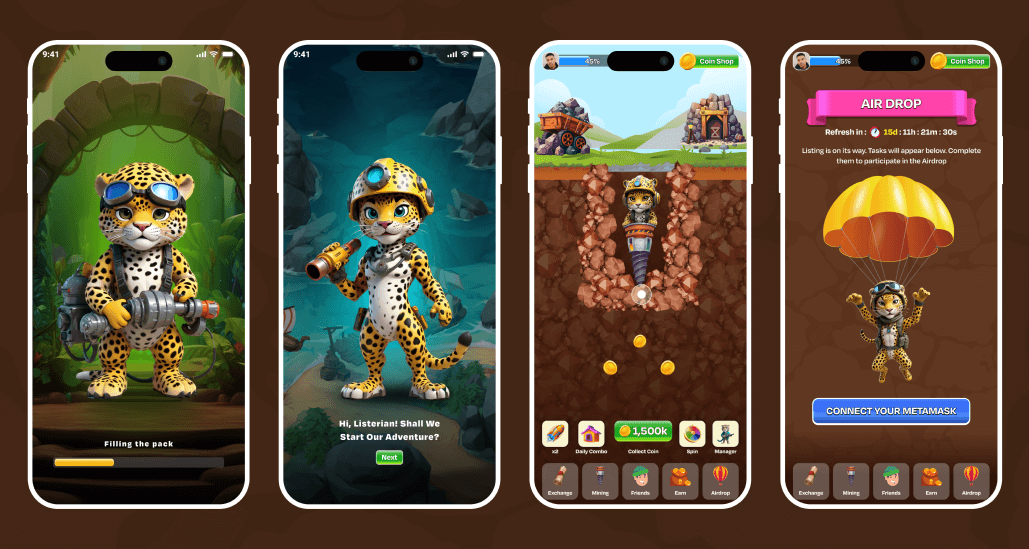 9:41
Filling the pack
9:41
Hi, Listerian! Shall We
Start Our Adventure?
Next
45%
Coin Shop
x2
Daily Combo
1,500k
Collect Coin
Spin
Manager
Exchange
Mining
Friends
Earn
Airdrop
45%
Coin Shop
AIR DROP
Refresh in : 15d : 11h : 21m : 30s
Listing is on its way. Tasks will appear below. Complete
them to participate in the Airdrop
CONNECT YOUR METAMASK
Exchange
Mining
Friends
Earn
Airdrop